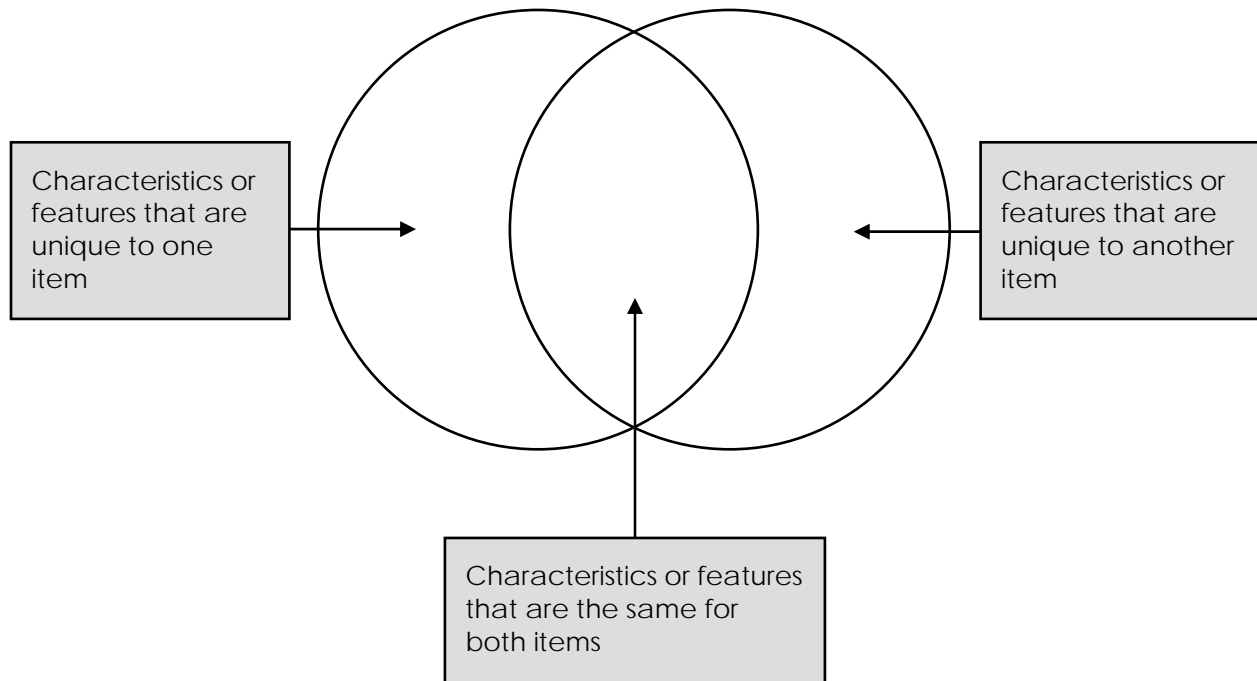 Characteristics or
features that are
unique to one
item
Characteristics or
features that are
unique to another
item
Characteristics or features
that are the same for
both items